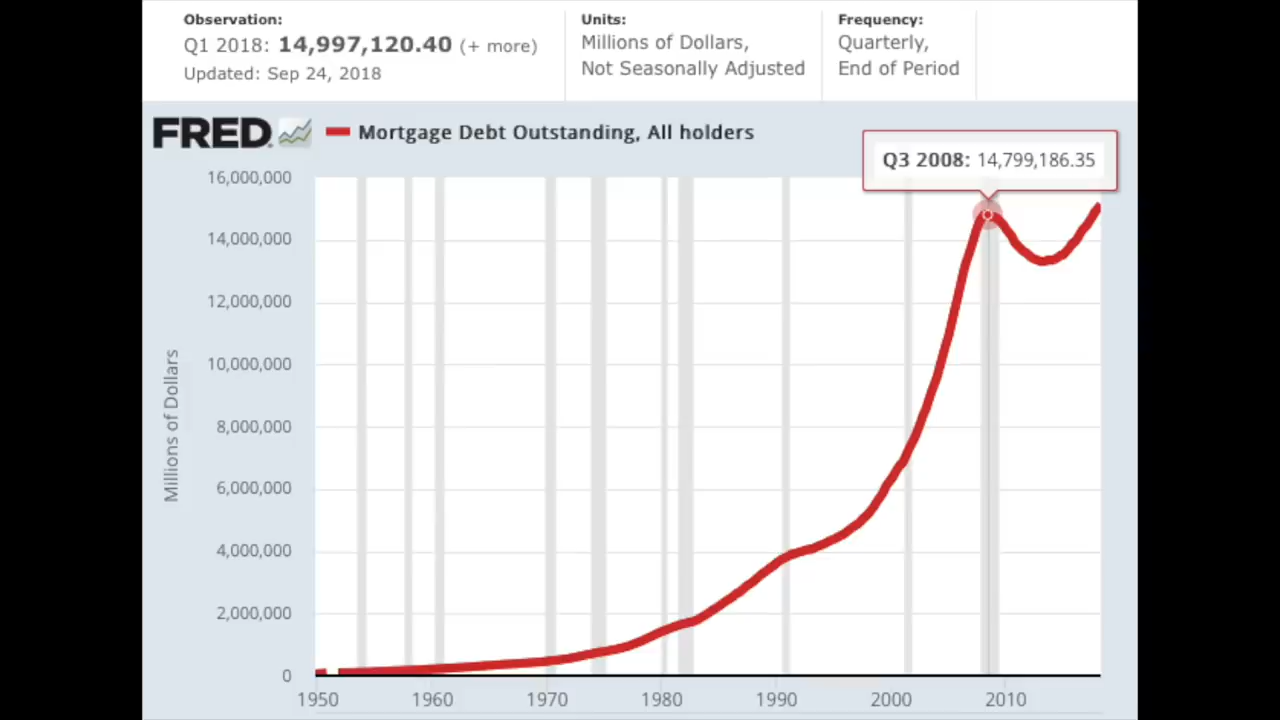 Observation:
Q1 2018: 14,997,120.40 (+ more)
Updated: Sep 24, 2018
Units:
Millions of Dollars,
Not Seasonally Adjusted
Frequency:
Quarterly,
End of Period
FRED
Mortgage Debt Outstanding, All holders
Q3 2008: 14,799,186.35
16,000,000
14,000,000
12,000,000
10,000,000
8,000,000
6,000,000
4,000,000
2,000,000
0
Millions of Dollars
1950 1960 1970 1980 1990 2000 2010